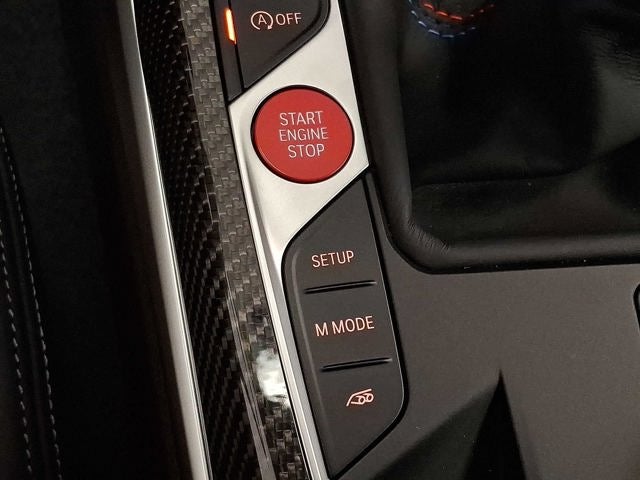 A OFF
START
ENGINE
STOP
SETUP
M MODE